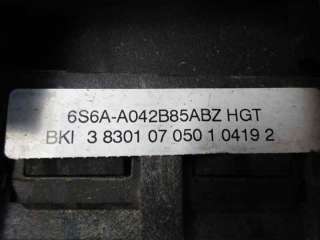 6S6A-A042B85ABZ HGT
BKI 3 8301 07 050 1 0419 2